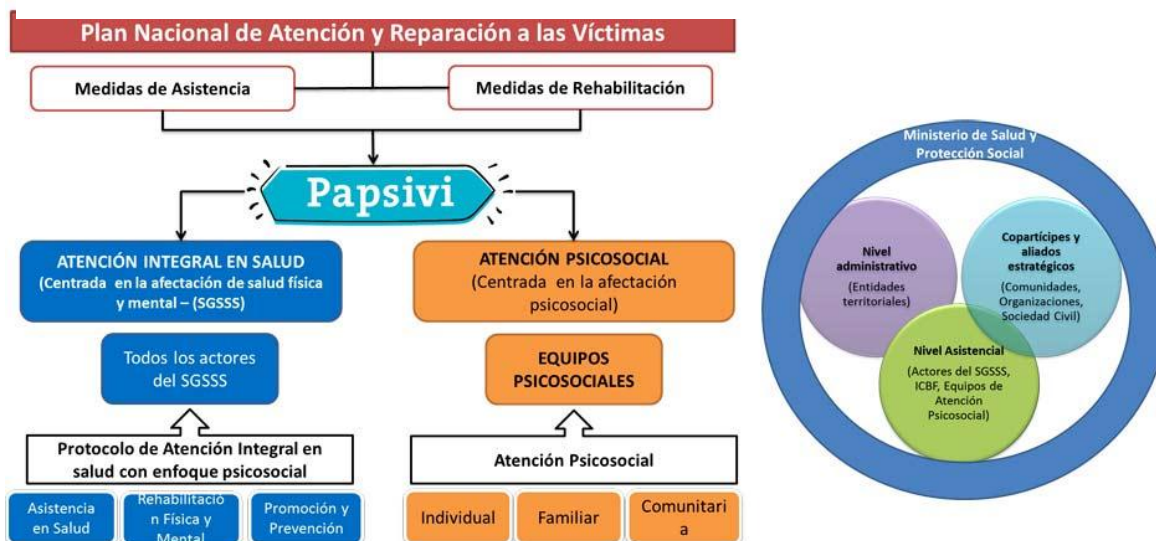 Plan Nacional de Atención y Reparación a las Víctimas
Medidas de Asistencia
Medidas de Rehabilitación
Papsivi
ATENCIÓN INTEGRAL EN SALUD
(Centrada en la afectación de salud física
y mental – (SGSSS)
ATENCIÓN PSICOSOCIAL
(Centrada en la afectación
psicosocial)
Todos los actores
del SGSSS
EQUIPOS
PSICOSOCIALES
Protocolo de Atención Integral en
salud con enfoque psicosocial
Atención Psicosocial
Asistencia
en Salud
Rehabilitació
n Física y
Mental
Promoción y
Prevención
Individual
Familiar
Comunitari
a
Ministerio de Salud y
Protección Social
Nivel
administrativo
(Entidades
territoriales)
Copartícipes y
aliados
estratégicos
(Comunidades,
Organizaciones,
Sociedad Civil)
Nivel Asistencial
(Actores del SGSSS,
ICBF, Equipos de
Atención
Psicosocial)